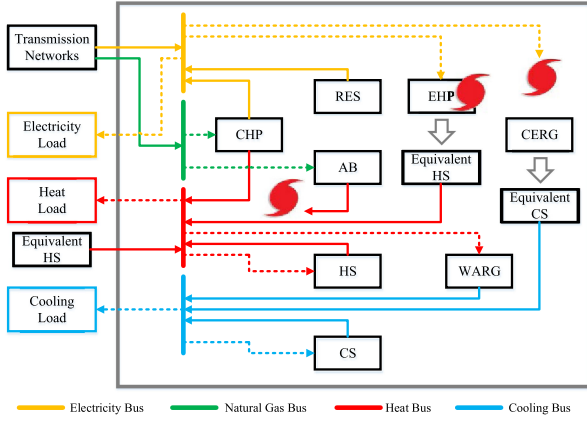 Transmission
Networks
RES
EHP
Electricity
Load
CHP
CERG
AB
Equivalent
HS
Heat
Load
Equivalent
CS
Equivalent
HS
HS
WARG
Cooling
Load
CS
Electricity Bus
Natural Gas Bus
Heat Bus
Cooling Bus